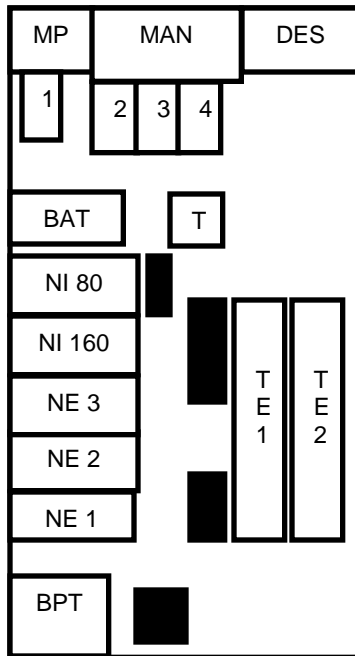 MP MAN DES
1 2 3 4
BAT T
NI 80
NI 160
NE 3
NE 2
NE 1
T
E
1
T
E
2
BPT